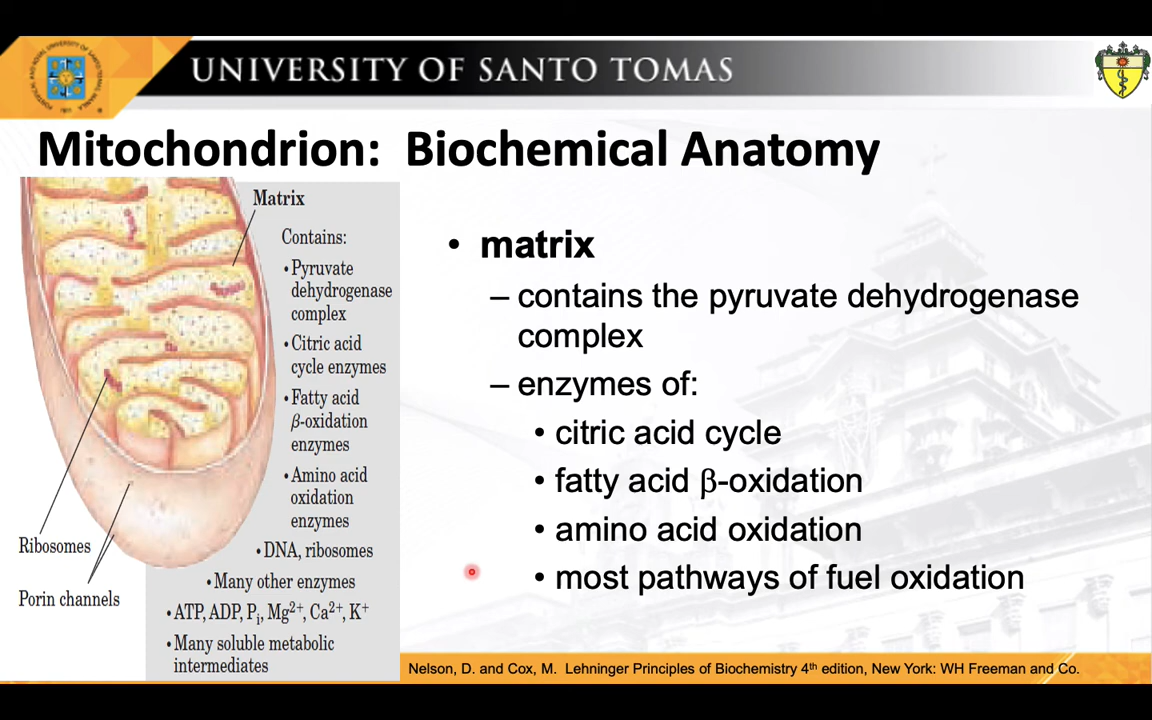 UNIVERSITY OF SANTO TOMAS
Mitochondrion: Biochemical Anatomy
Matrix
Contains:
•Pyruvate
dehydrogenase
complex
•Citric acid
cycle enzymes
•Fatty acid
β-oxidation
enzymes
•Amino acid
oxidation
enzymes
•DNA, ribosomes
•Many other enzymes
•ATP, ADP, Pi, Mg2+, Ca2+, K+
•Many soluble metabolic
intermediates
Ribosomes
Porin channels
• matrix
– contains the pyruvate dehydrogenase
complex
– enzymes of:
• citric acid cycle
• fatty acid β-oxidation
• amino acid oxidation
• most pathways of fuel oxidation
Nelson, D. and Cox, M. Lehninger Principles of Biochemistry 4th edition, New York: WH Freeman and Co.